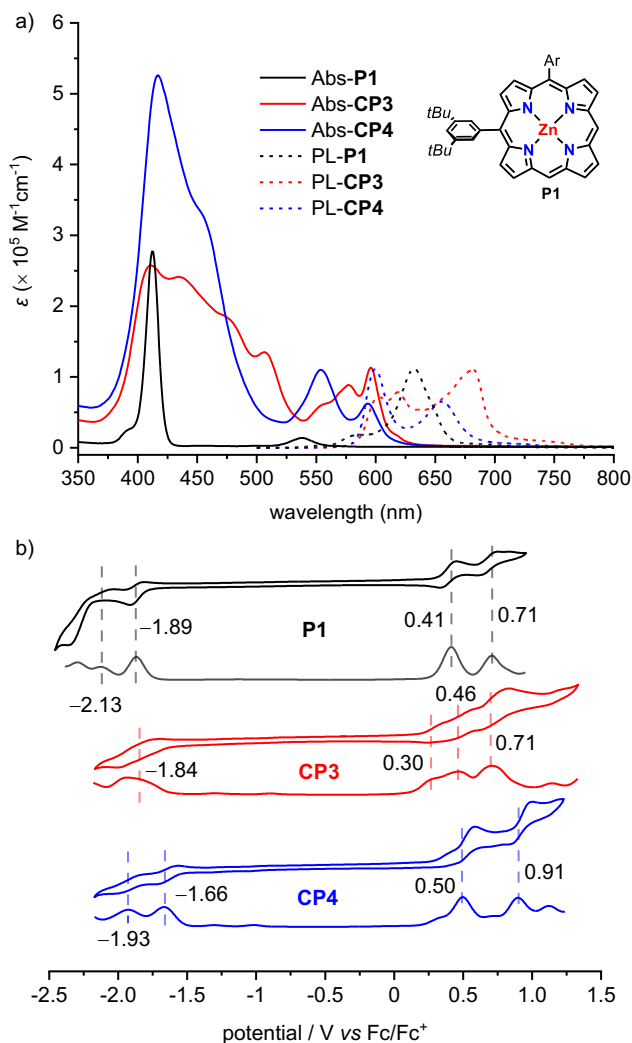 a)
6
5
4
3
2
1
0
ε (× 10⁵ M⁻¹cm⁻¹)
Abs-P1
Abs-CP3
Abs-CP4
PL-P1
PL-CP3
PL-CP4
Ar
tBu
tBu
N
N
Zn
N
N
P1
350 400 450 500 550 600 650 700 750 800
wavelength (nm)
b)
−1.89
P1
0.41
0.71
−2.13
0.46
−1.84
CP3
0.30
0.71
−1.66
CP4
0.50
0.91
−1.93
-2.5 -2.0 -1.5 -1.0 -0.5 0 0.5 1.0 1.5
potential / V vs Fc/Fc⁺